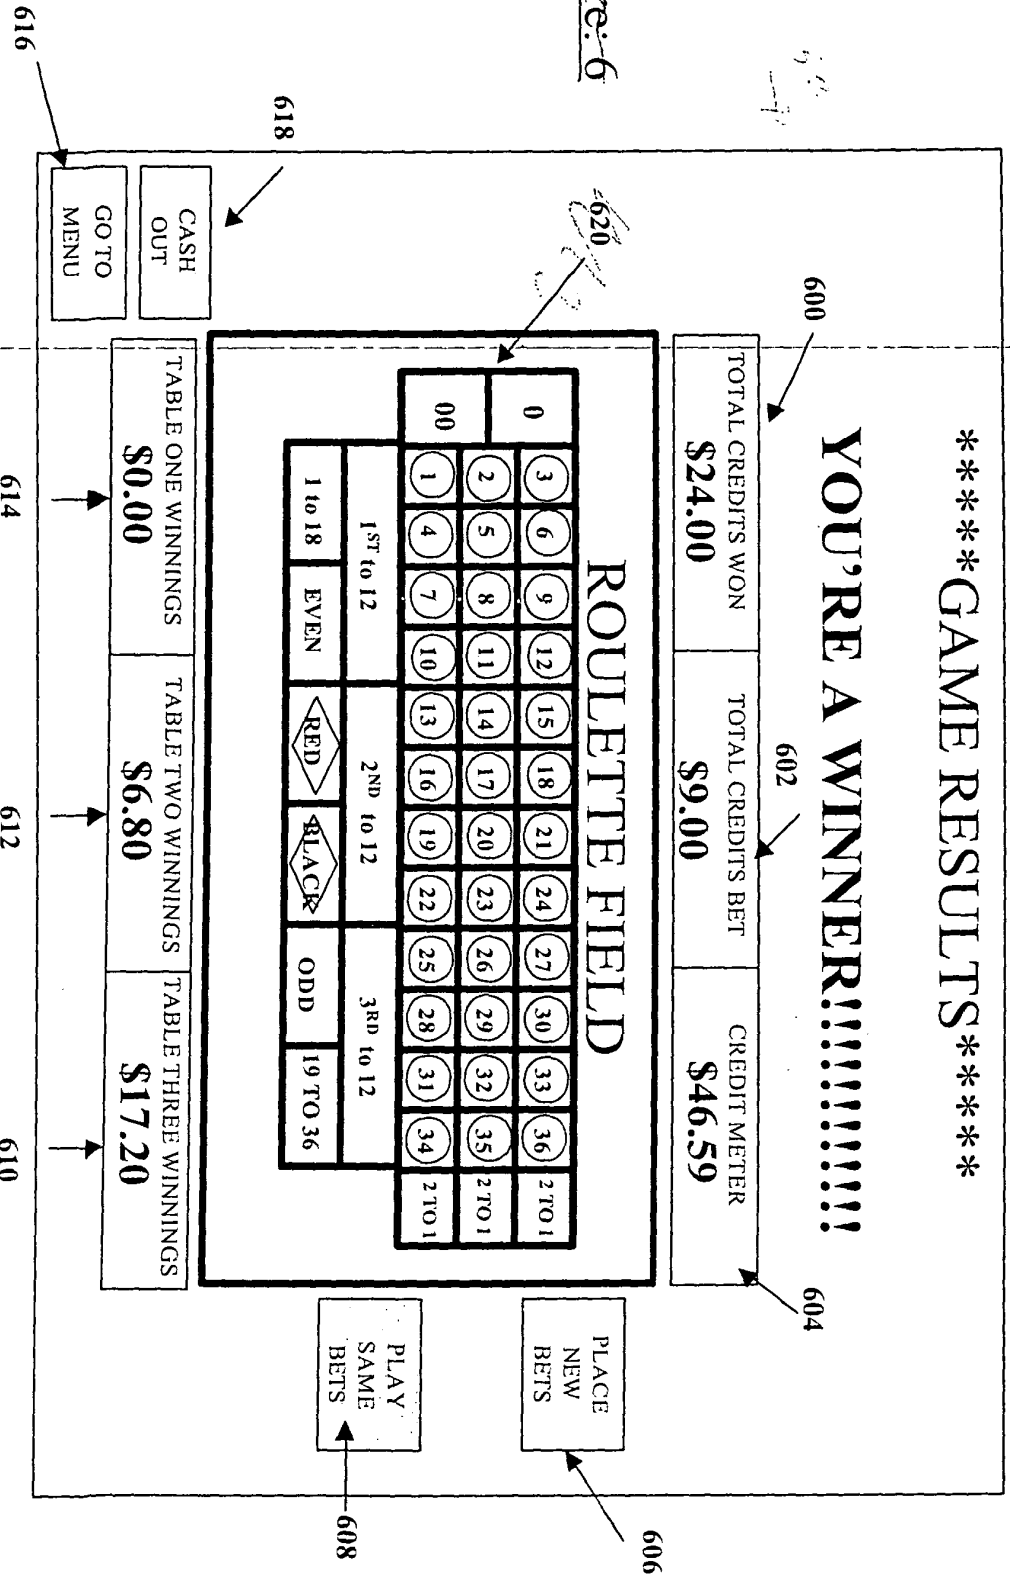 re: 6
*****GAME RESULTS*****
YOU'RE A WINNER!!!!!!!!!!!!!
600
602
604
TOTAL CREDITS WON
$24.00
TOTAL CREDITS BET
$9.00
CREDIT METER
$46.59
ROULETTE FIELD
620
0
00
3 6 9 12 15 18 21 24 27 30 33 36 2 TO 1
2 5 8 11 14 17 20 23 26 29 32 35 2 TO 1
1 4 7 10 13 16 19 22 25 28 31 34 2 TO 1
1ST to 12
2ND to 12
3RD to 12
1 to 18
EVEN
RED
BLACK
ODD
19 TO 36
PLACE
NEW
BETS
606
PLAY
SAME
BETS
608
618
CASH
OUT
616
GO TO
MENU
TABLE ONE WINNINGS
$0.00
TABLE TWO WINNINGS
$6.80
TABLE THREE WINNINGS
$17.20
614
612
610